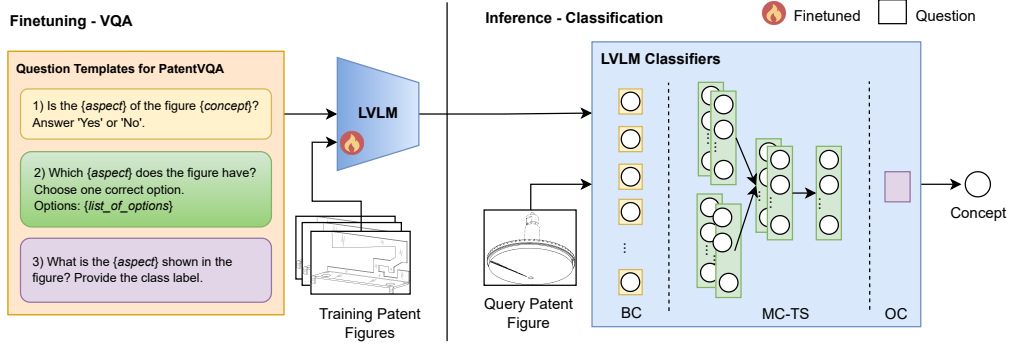 Finetuning - VQA
Inference - Classification
Finetuned
Question
Question Templates for PatentVQA
1) Is the {aspect} of the figure {concept}?
Answer 'Yes' or 'No'.
2) Which {aspect} does the figure have?
Choose one correct option.
Options: {list_of_options}
3) What is the {aspect} shown in the
figure? Provide the class label.
LVLM
Training Patent
Figures
Query Patent
Figure
LVLM Classifiers
...
BC
MC-TS
OC
Concept